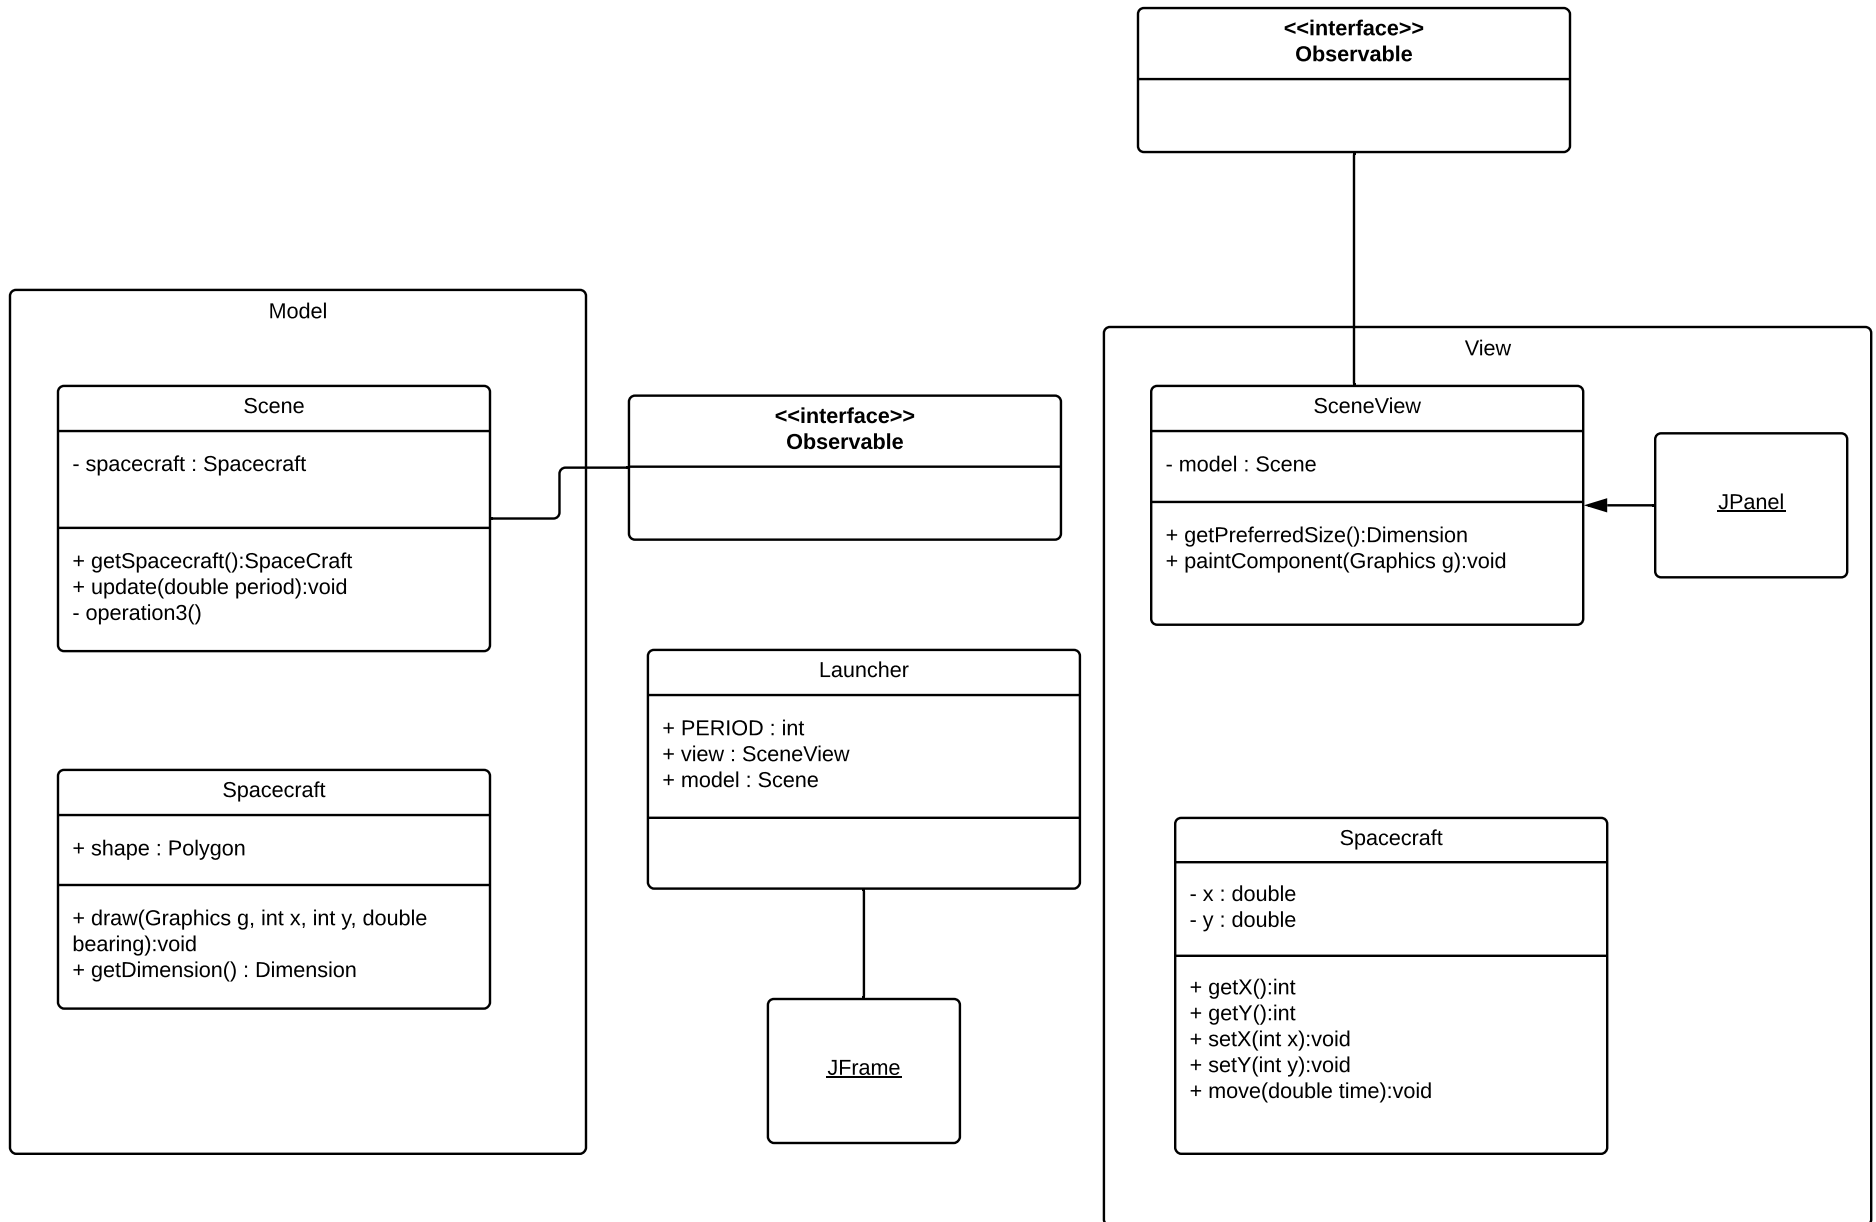 <<interface>>
Observable
Model
Scene
- spacecraft : Spacecraft
+ getSpacecraft():SpaceCraft
+ update(double period):void
- operation3()
Spacecraft
+ shape : Polygon
+ draw(Graphics g, int x, int y, double
bearing):void
+ getDimension() : Dimension
<<interface>>
Observable
Launcher
+ PERIOD : int
+ view : SceneView
+ model : Scene
JFrame
View
SceneView
- model : Scene
+ getPreferredSize():Dimension
+ paintComponent(Graphics g):void
JPanel
Spacecraft
- x : double
- y : double
+ getX():int
+ getY():int
+ setX(int x):void
+ setY(int y):void
+ move(double time):void